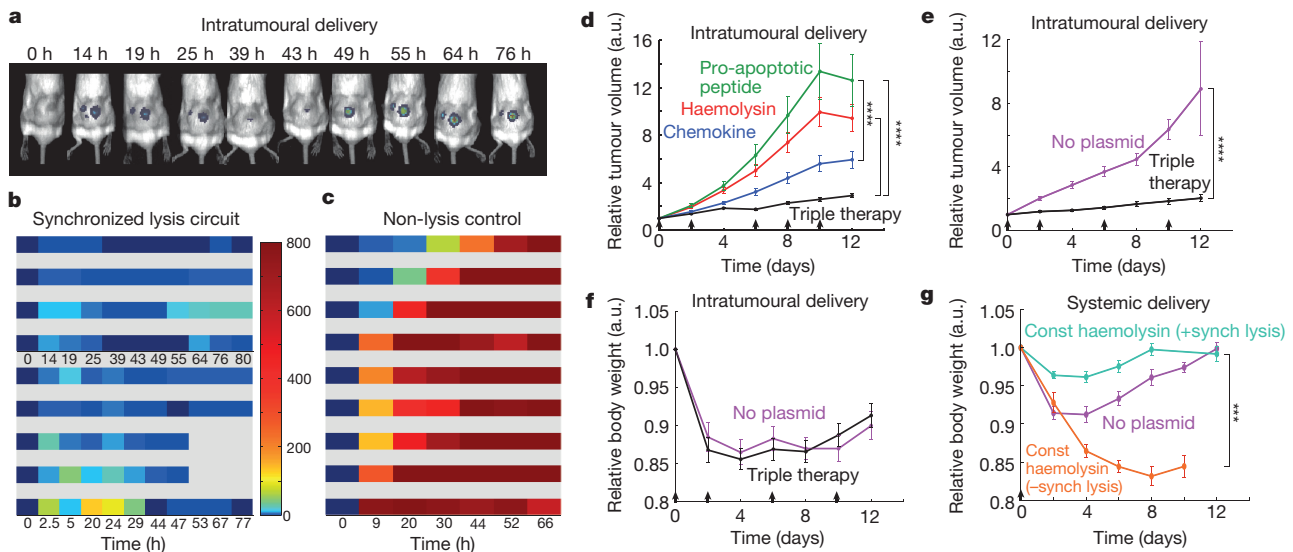 a
Intratumoural delivery
0 h 14 h 19 h 25 h 39 h 43 h 49 h 55 h 64 h 76 h
b
Synchronized lysis circuit
0 14 19 25 39 43 49 55 64 76 80
0 2.5 5 20 24 29 44 47 53 67 77
Time (h)
800
600
400
200
0
c
Non-lysis control
0 9 20 30 44 52 66
Time (h)
d
Intratumoural delivery
Relative tumour volume (a.u.)
16
14
12
10
8
6
4
2
0
Pro-apoptotic
peptide
Haemolysin
Chemokine
Triple therapy
****
****
0 4 8 12
Time (days)
e
Intratumoural delivery
Relative tumour volume (a.u.)
12
8
4
0
No plasmid
Triple
therapy
****
0 4 8 12
Time (days)
f
Intratumoural delivery
Relative body weight (a.u.)
1.05
1.0
0.95
0.9
0.85
0.8
No plasmid
Triple therapy
0 4 8 12
Time (days)
g
Systemic delivery
Relative body weight (a.u.)
1.05
1.0
0.95
0.9
0.85
0.8
Const haemolysin (+synch lysis)
No plasmid
Const
haemolysin
(–synch lysis)
***
0 4 8 12
Time (days)